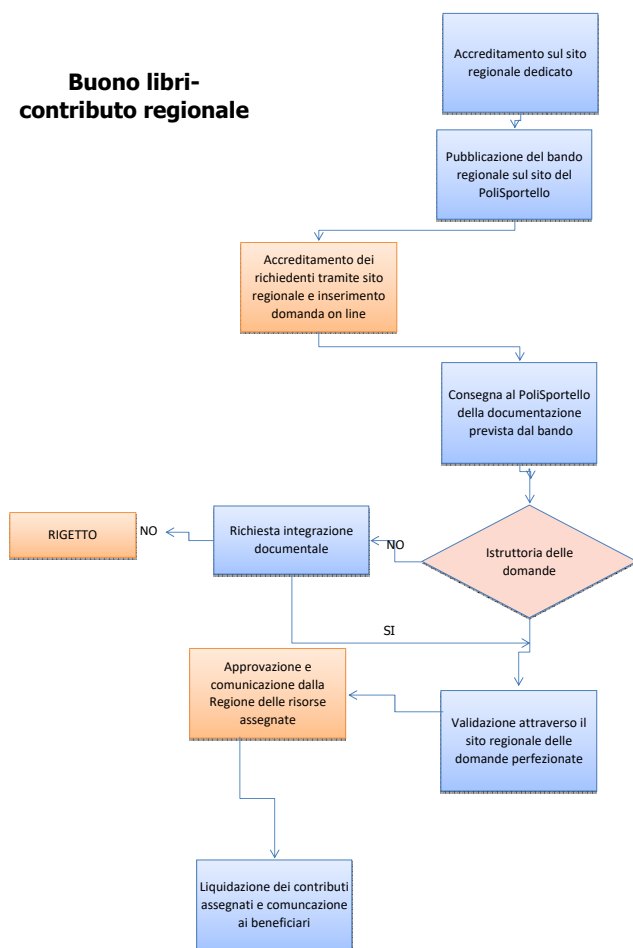 Buono libri-
contributo regionale
Accreditamento sul sito
regionale dedicato
Pubblicazione del bando
regionale sul sito del
PoliSportello
Accreditamento dei
richiedenti tramite sito
regionale e inserimento
domanda on line
Consegna al PoliSportello
della documentazione
prevista dal bando
Istruttoria delle
domande
NO
Richiesta integrazione
documentale
NO
RIGETTO
SI
Validazione attraverso il
sito regionale delle
domande perfezionate
Approvazione e
comunicazione dalla
Regione delle risorse
assegnate
Liquidazione dei contributi
assegnati e comuncazione
ai beneficiari